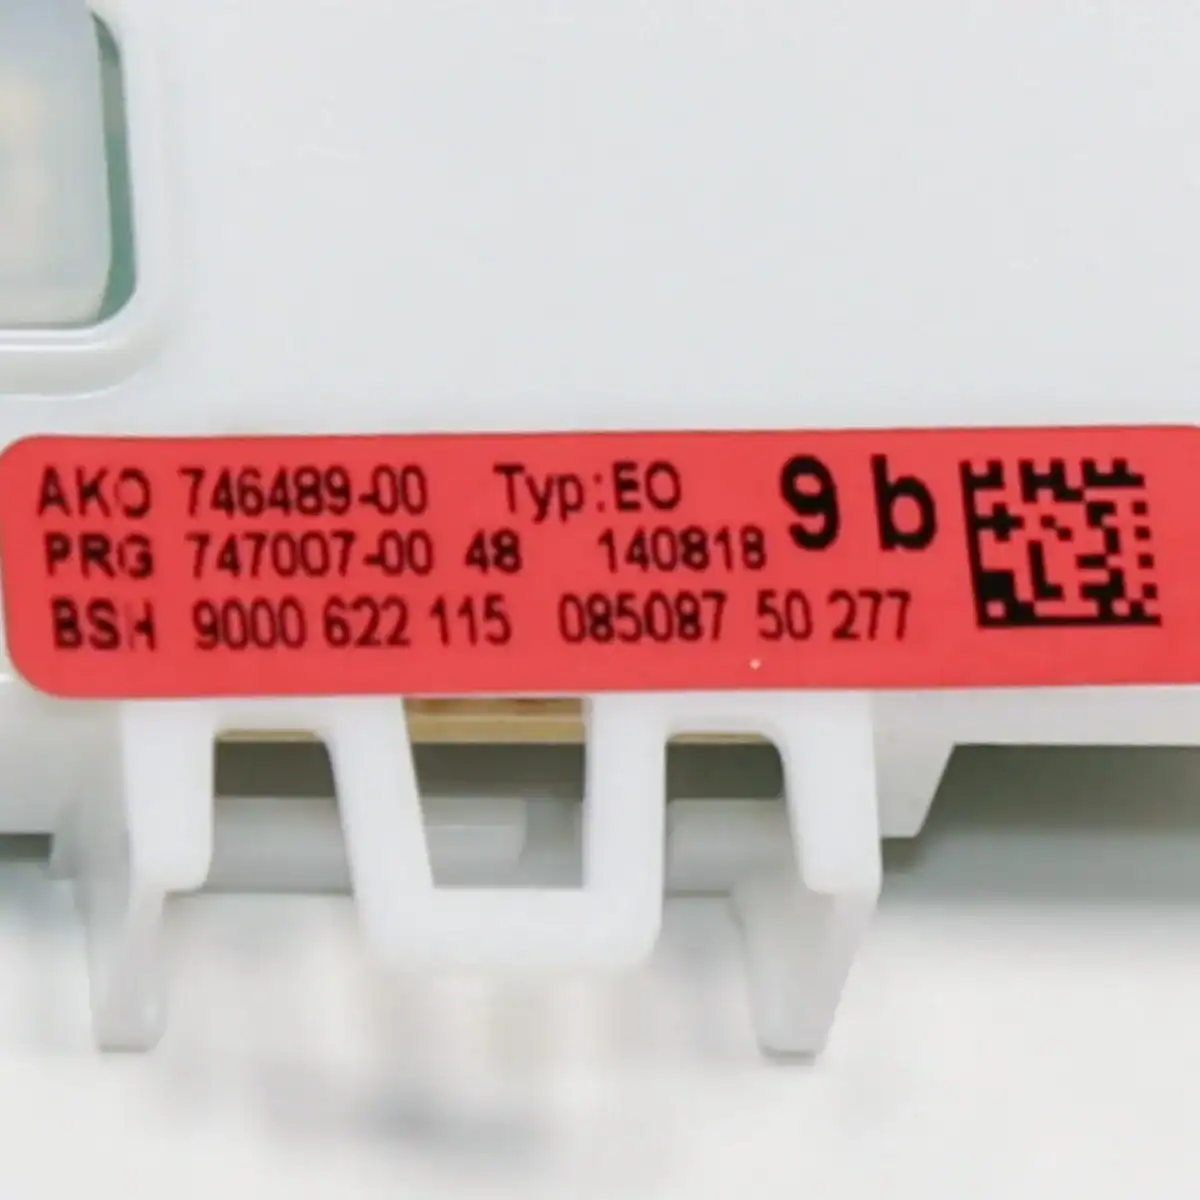 AKO 746489-00 Typ:EO 9 b
PRG 747007-00 48 140818
BSH 9000 622 115 085087 50 277